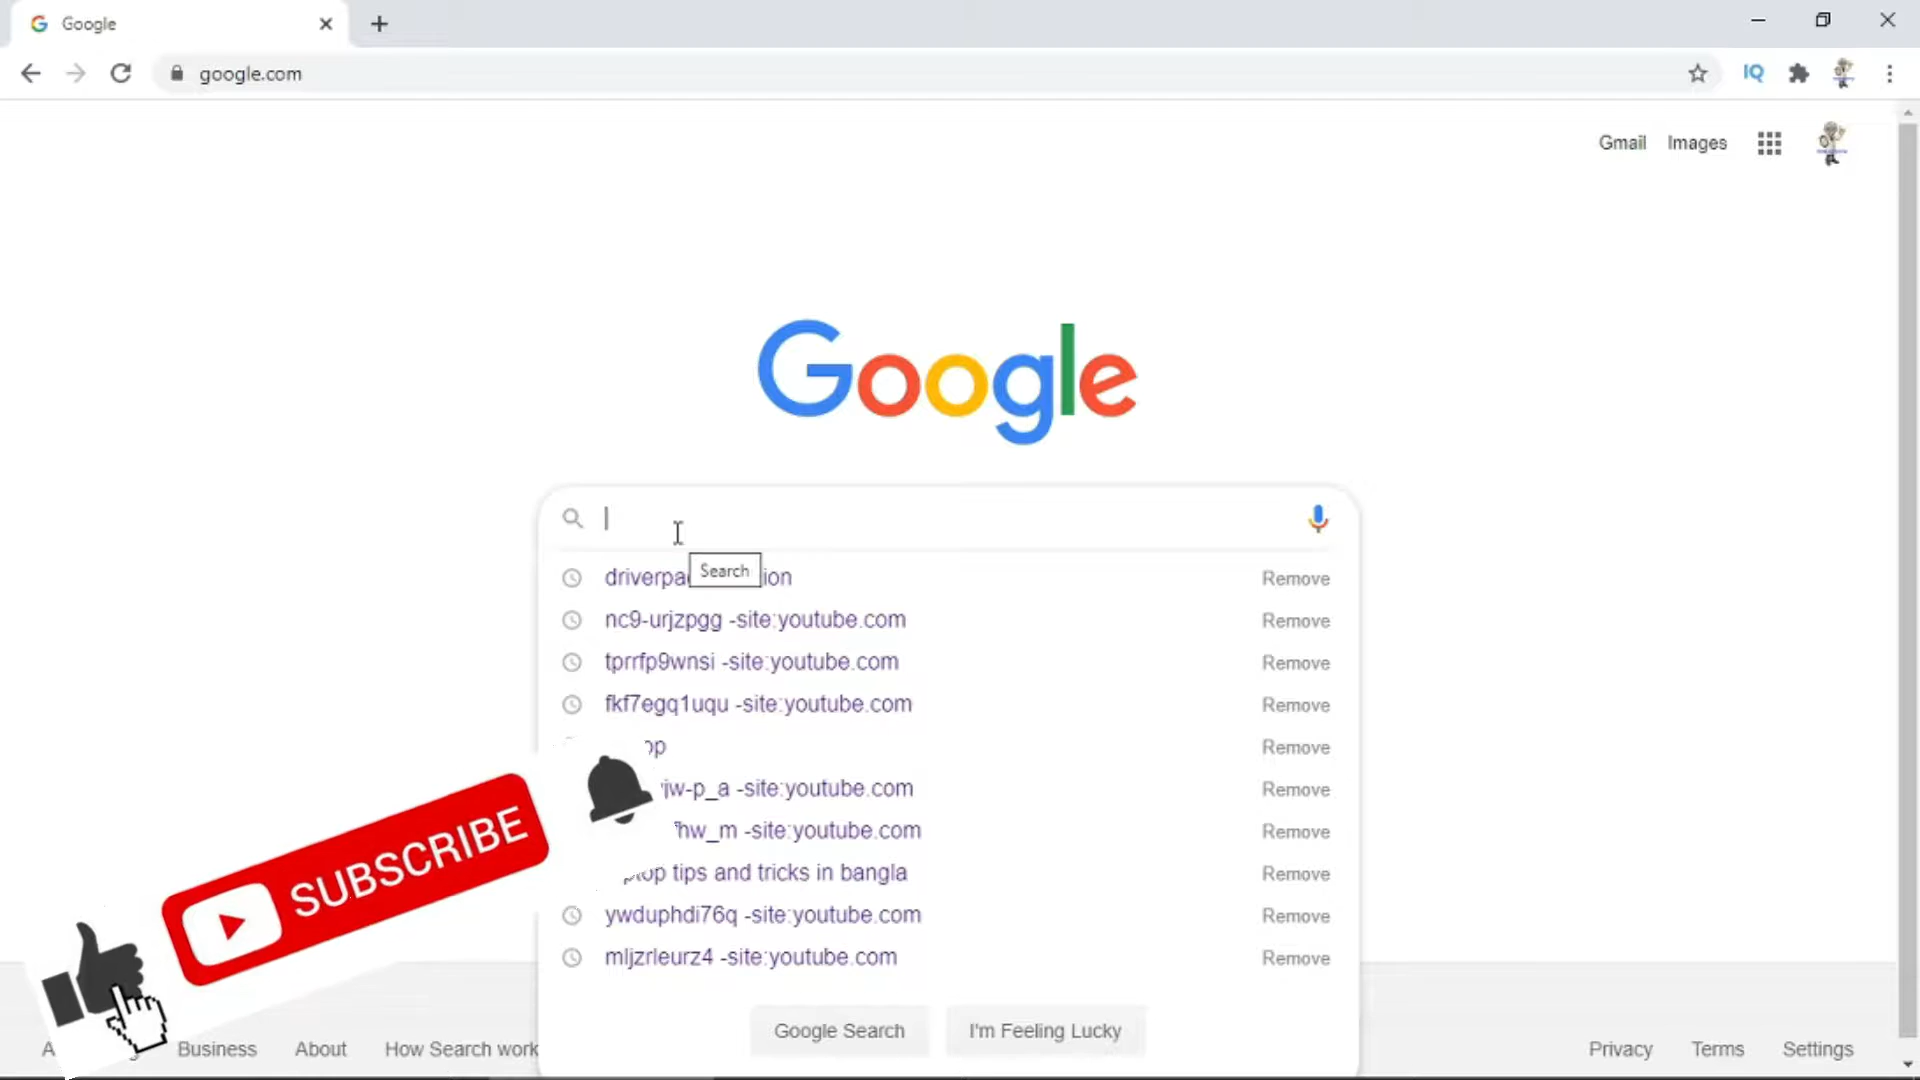 Google
google.com
IQ
Gmail Images
Google
Search
driverpa ion Remove
nc9-urjzpgg -site:youtube.com Remove
tprrfp9wnsi -site:youtube.com Remove
fkf7egq1uqu -site:youtube.com Remove
op Remove
jw-p_a -site:youtube.com Remove
hw_m -site:youtube.com Remove
ptop tips and tricks in bangla Remove
ywduphdi76q -site:youtube.com Remove
mljzrleurz4 -site:youtube.com Remove
SUBSCRIBE
Google Search I'm Feeling Lucky
Business About How Search work Privacy Terms Settings